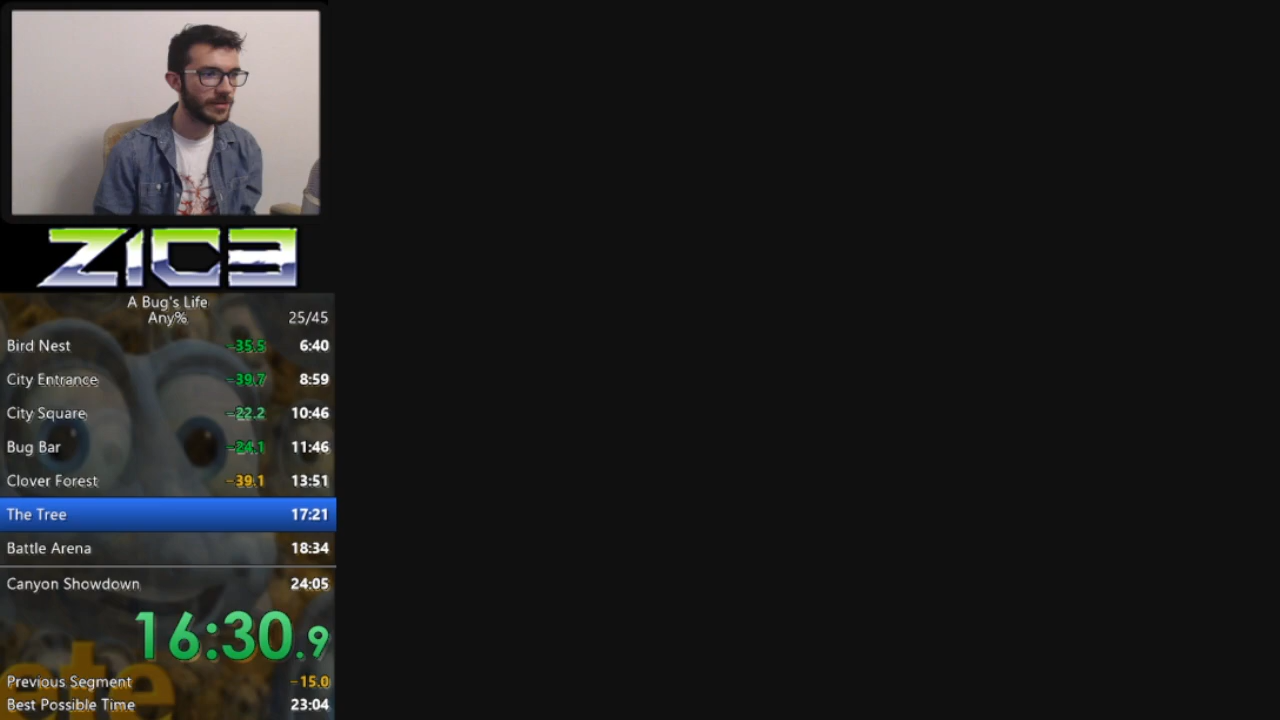 ZIC3
A Bug's Life
Any% 25/45
Bird Nest -35.5 6:40
City Entrance -39.7 8:59
City Square -22.2 10:46
Bug Bar -24.1 11:46
Clover Forest -39.1 13:51
The Tree 17:21
Battle Arena 18:34
Canyon Showdown 24:05
16:30.9
ete
Previous Segment -15.0
Best Possible Time 23:04